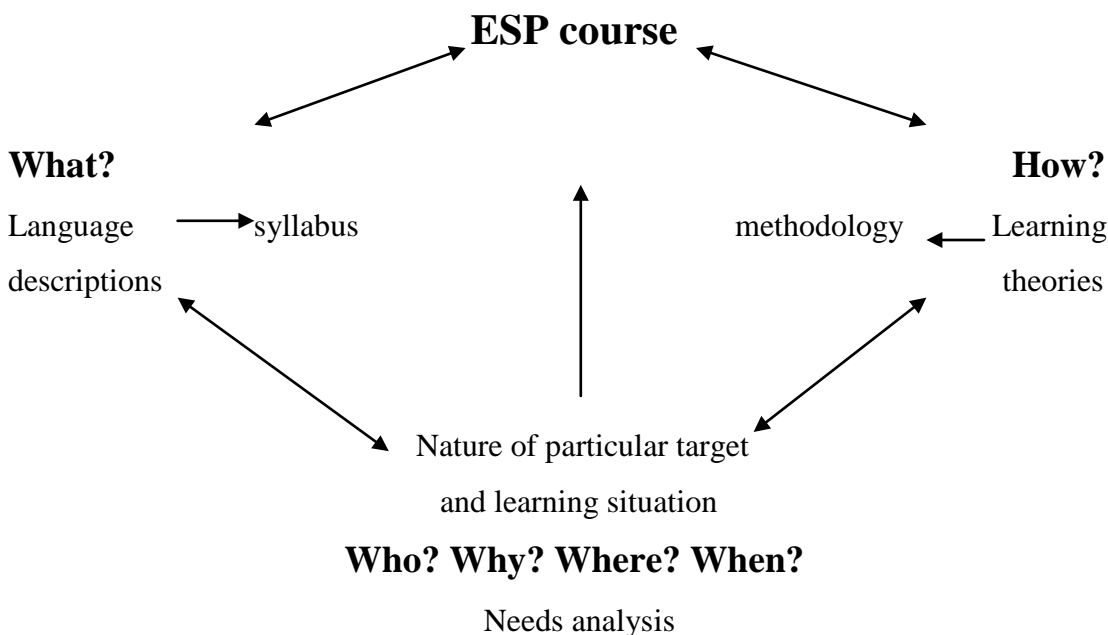 ESP course
What?
How?
Language
syllabus
methodology
Learning
descriptions
theories
Nature of particular target
and learning situation
Who? Why? Where? When?
Needs analysis